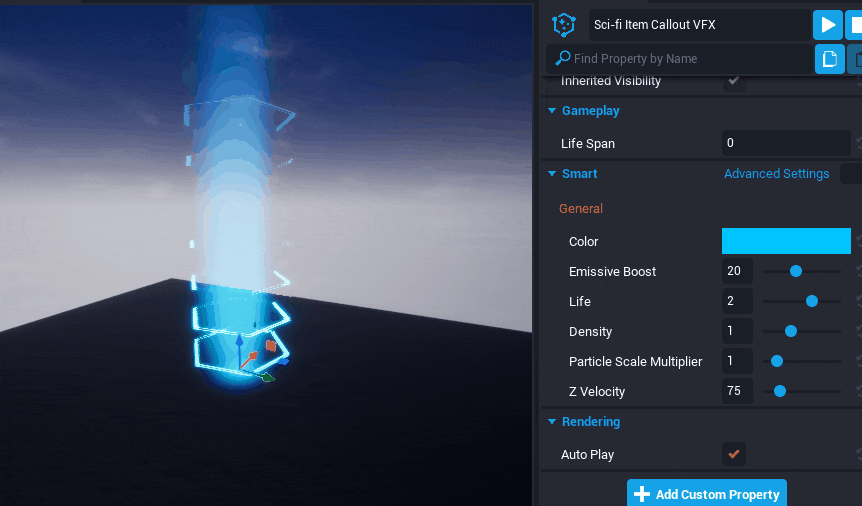 Sci-fi Item Callout VFX
Find Property by Name
Inherited Visibility
Gameplay
Life Span 0
Smart Advanced Settings
General
Color
Emissive Boost 20
Life 2
Density 1
Particle Scale Multiplier 1
Z Velocity 75
Rendering
Auto Play
Add Custom Property